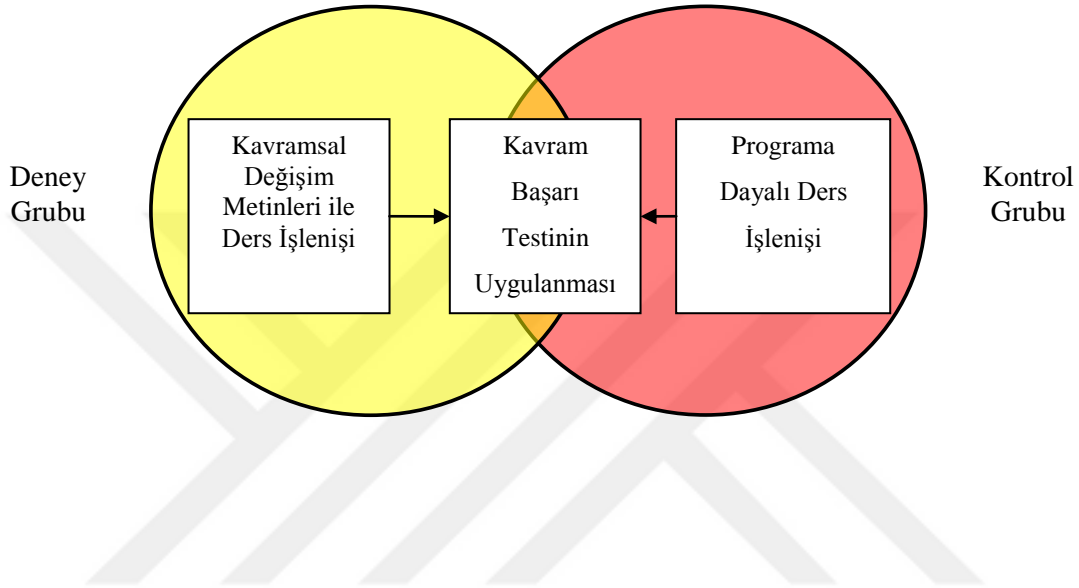 Deney
Grubu
Kavramsal
Değişim
Metinleri ile
Ders İşlenişi
Kavram
Başarı
Testinin
Uygulanması
Programa
Dayalı Ders
İşlenişi
Kontrol
Grubu